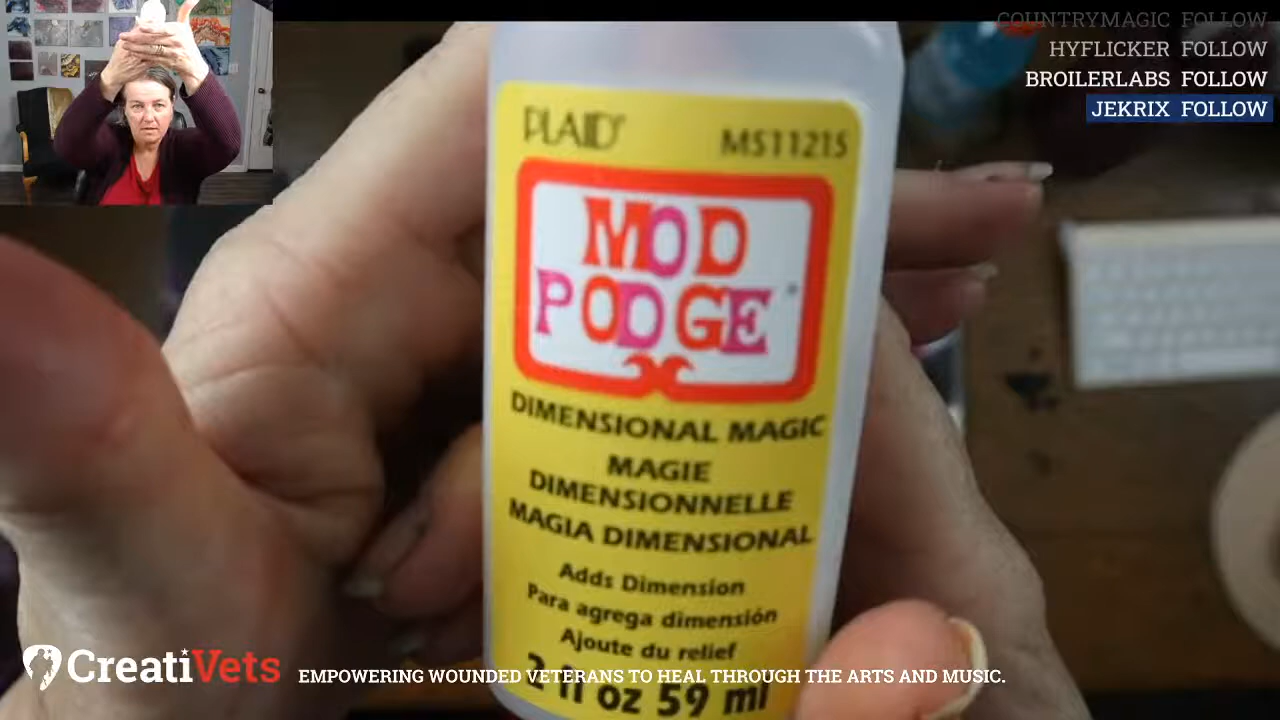 COUNTRYMAGIC FOLLOW
HYFLICKER FOLLOW
BROILERLABS FOLLOW
JEKRIX FOLLOW
PLAID®
MS11215
MOD
PODGE
DIMENSIONAL MAGIC
MAGIE
DIMENSIONNELLE
MAGIA DIMENSIONAL
Adds Dimension
Para agrega dimensión
Ajoute du relief
2 fl oz 59 ml
CreatiVets
EMPOWERING WOUNDED VETERANS TO HEAL THROUGH THE ARTS AND MUSIC.